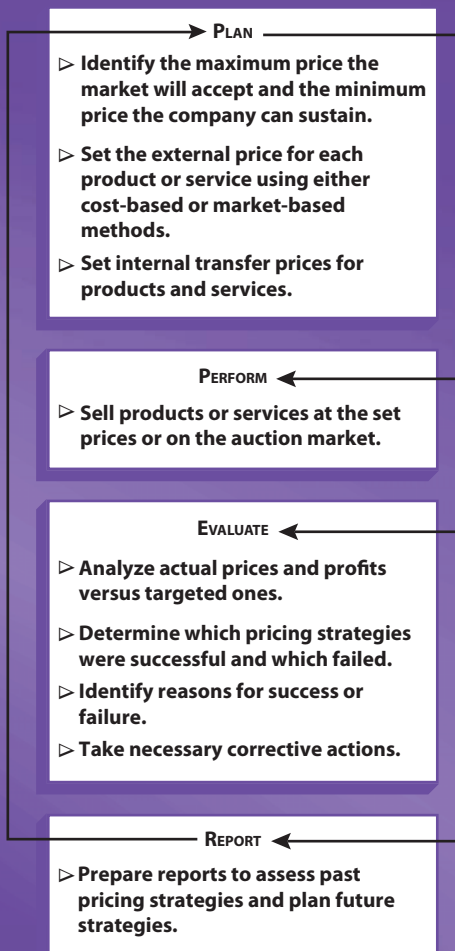 PLAN
▷ Identify the maximum price the
market will accept and the minimum
price the company can sustain.
▷ Set the external price for each
product or service using either
cost-based or market-based
methods.
▷ Set internal transfer prices for
products and services.
PERFORM
▷ Sell products or services at the set
prices or on the auction market.
EVALUATE
▷ Analyze actual prices and profits
versus targeted ones.
▷ Determine which pricing strategies
were successful and which failed.
▷ Identify reasons for success or
failure.
▷ Take necessary corrective actions.
REPORT
▷ Prepare reports to assess past
pricing strategies and plan future
strategies.